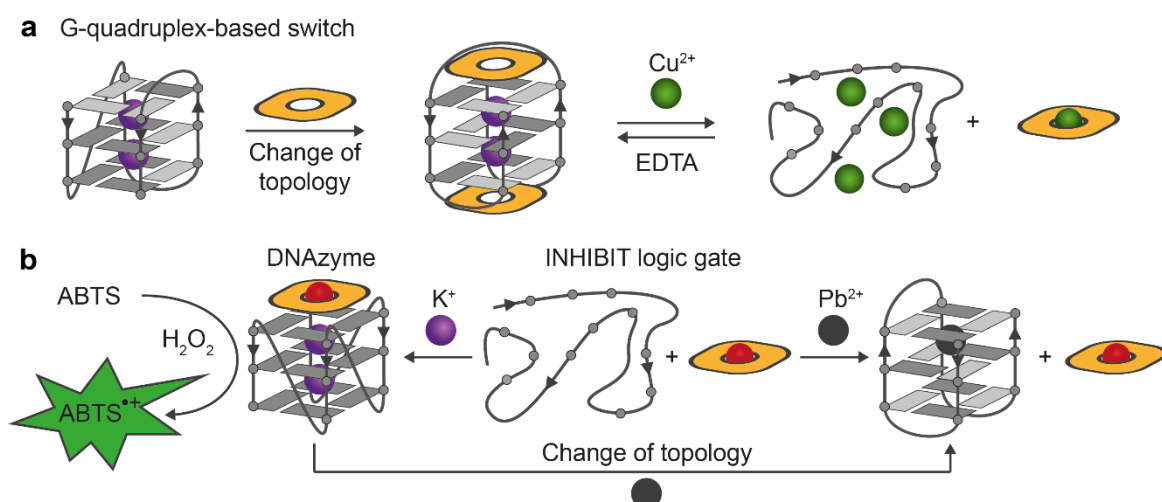 a G-quadruplex-based switch
Change of
topology
Cu²⁺
EDTA
+
b
DNAzyme
INHIBIT logic gate
ABTS
H₂O₂
ABTS•⁺
K⁺
+
Pb²⁺
+
Change of topology